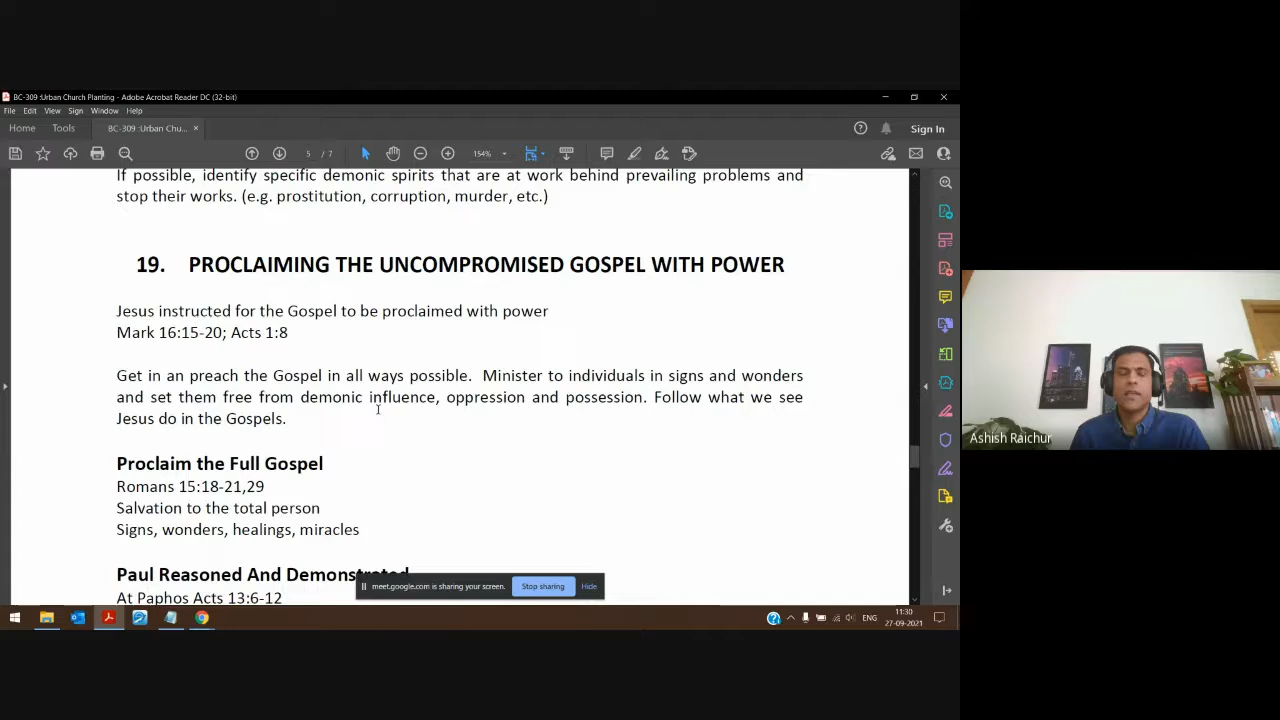 BC-309 :Urban Church Planting - Adobe Acrobat Reader DC (32-bit)
File Edit View Sign Window Help
Home Tools BC-309 :Urban Chu... × Sign In
5 / 7 154%
If possible, identify specific demonic spirits that are at work behind prevailing problems and
stop their works. (e.g. prostitution, corruption, murder, etc.)
19. PROCLAIMING THE UNCOMPROMISED GOSPEL WITH POWER
Jesus instructed for the Gospel to be proclaimed with power
Mark 16:15-20; Acts 1:8
Get in an preach the Gospel in all ways possible. Minister to individuals in signs and wonders
and set them free from demonic influence, oppression and possession. Follow what we see
Jesus do in the Gospels.
Proclaim the Full Gospel
Romans 15:18-21,29
Salvation to the total person
Signs, wonders, healings, miracles
Paul Reasoned And Demonstrated
At Paphos Acts 13:6-12
meet.google.com is sharing your screen. Stop sharing Hide
Ashish Raichur
ENG
11:30
27-09-2021